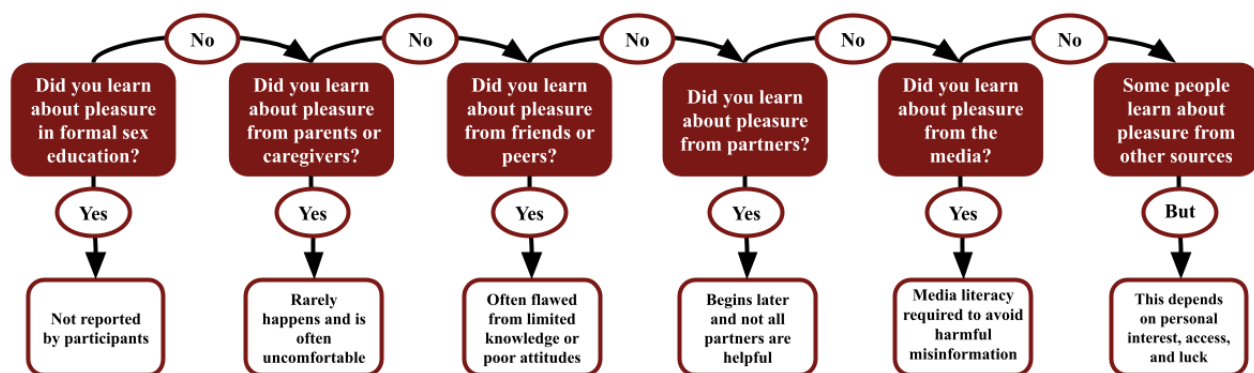 No
No
No
No
No
Did you learn
about pleasure
in formal sex
education?
Did you learn
about pleasure
from parents or
caregivers?
Did you learn
about pleasure
from friends or
peers?
Did you learn
about pleasure
from partners?
Did you learn
about pleasure
from the
media?
Some people
learn about
pleasure from
other sources
Yes
Yes
Yes
Yes
Yes
But
Not reported
by participants
Rarely
happens and is
often
uncomfortable
Often flawed
from limited
knowledge or
poor attitudes
Begins later
and not all
partners are
helpful
Media literacy
required to avoid
harmful
misinformation
This depends
on personal
interest, access,
and luck